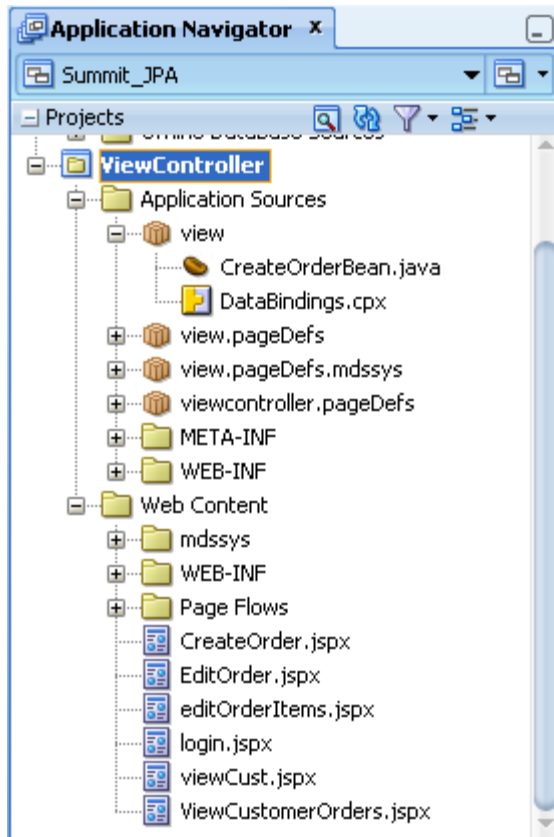 Application Navigator x
Summit_JPA
Projects
ViewController
Application Sources
view
CreateOrderBean.java
DataBindings.cpx
view.pageDefs
view.pageDefs.mdssys
viewcontroller.pageDefs
META-INF
WEB-INF
Web Content
mdssys
WEB-INF
Page Flows
CreateOrder.jspx
EditOrder.jspx
editOrderItems.jspx
login.jspx
viewCust.jspx
ViewCustomerOrders.jspx